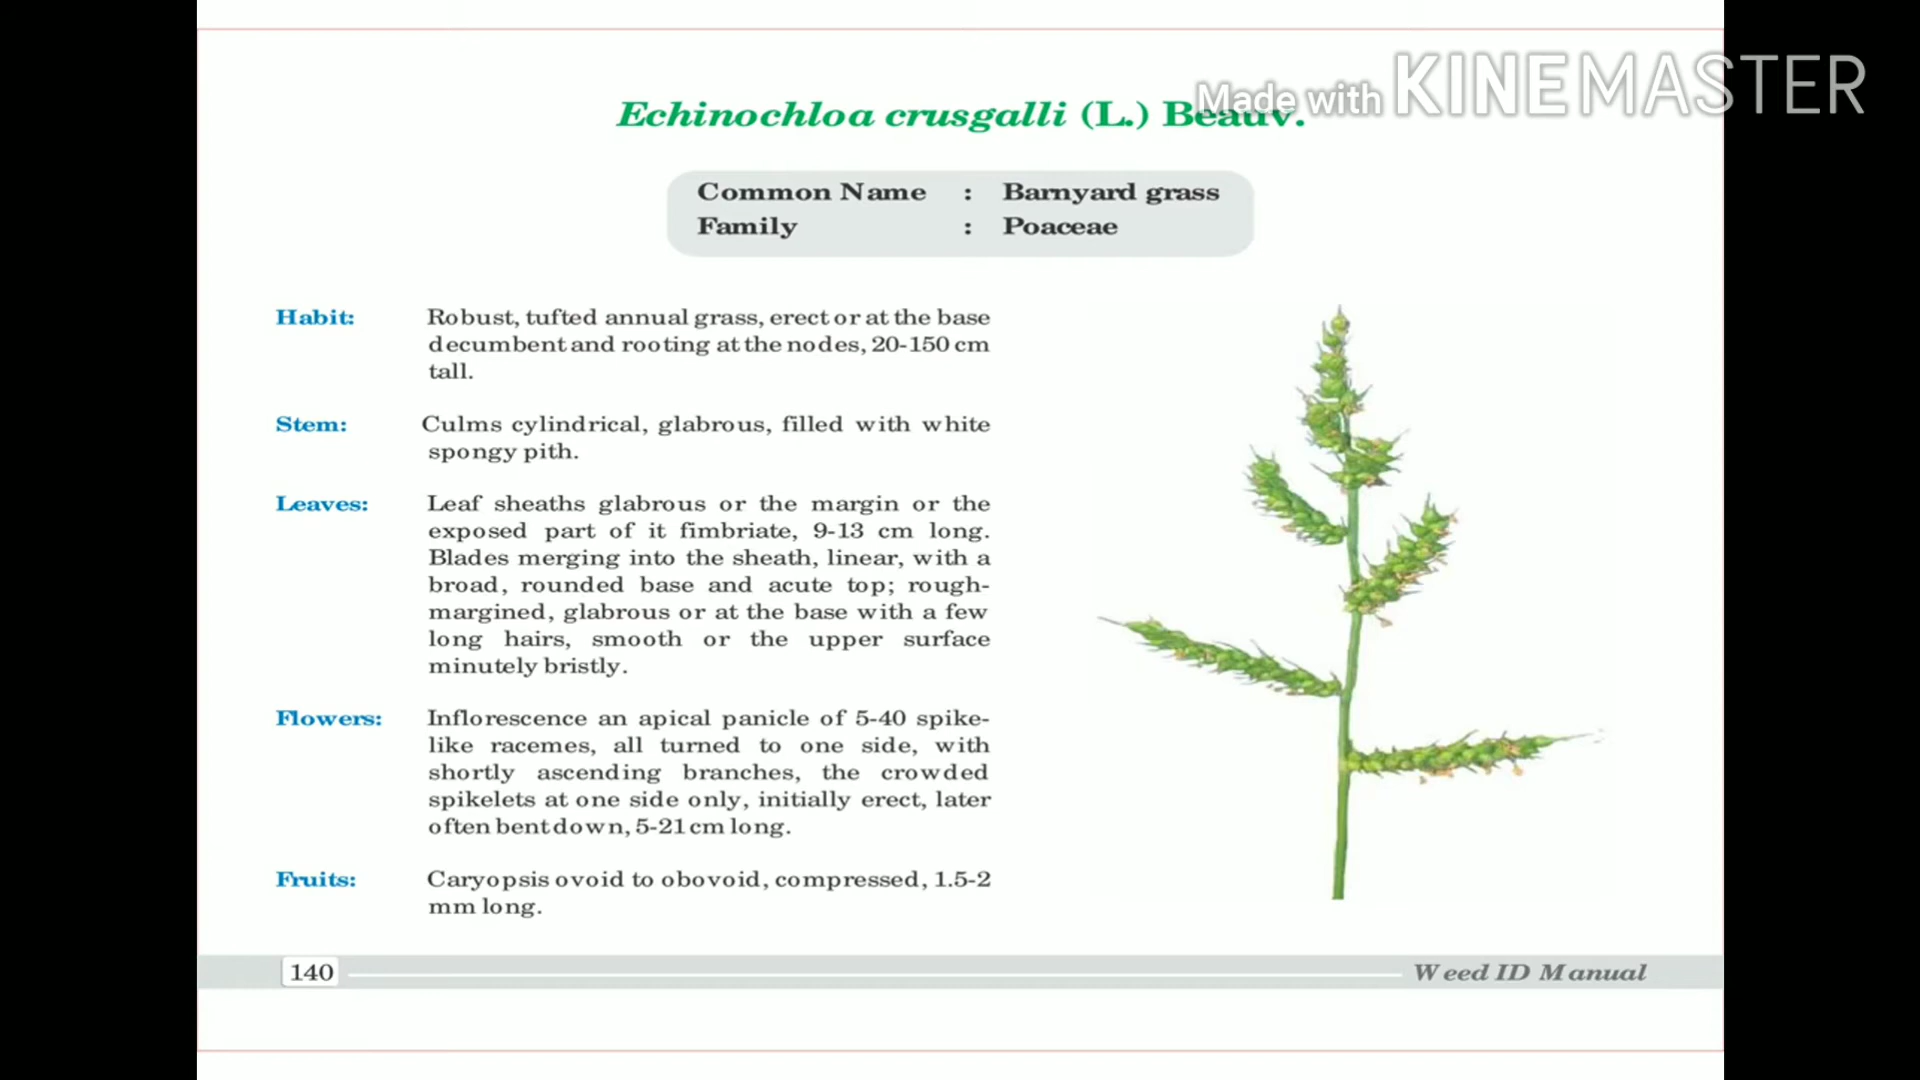 Made with KINEMASTER
Echinochloa crusgalli (L.) Beauv.
Common Name : Barnyard grass
Family : Poaceae
Habit: Robust, tufted annual grass, erect or at the base
decumbent and rooting at the nodes, 20-150 cm
tall.
Stem: Culms cylindrical, glabrous, filled with white
spongy pith.
Leaves: Leaf sheaths glabrous or the margin or the
exposed part of it fimbriate, 9-13 cm long.
Blades merging into the sheath, linear, with a
broad, rounded base and acute top; rough-
margined, glabrous or at the base with a few
long hairs, smooth or the upper surface
minutely bristly.
Flowers: Inflorescence an apical panicle of 5-40 spike-
like racemes, all turned to one side, with
shortly ascending branches, the crowded
spikelets at one side only, initially erect, later
often bent down, 5-21 cm long.
Fruits: Caryopsis ovoid to obovoid, compressed, 1.5-2
mm long.
140
Weed ID Manual